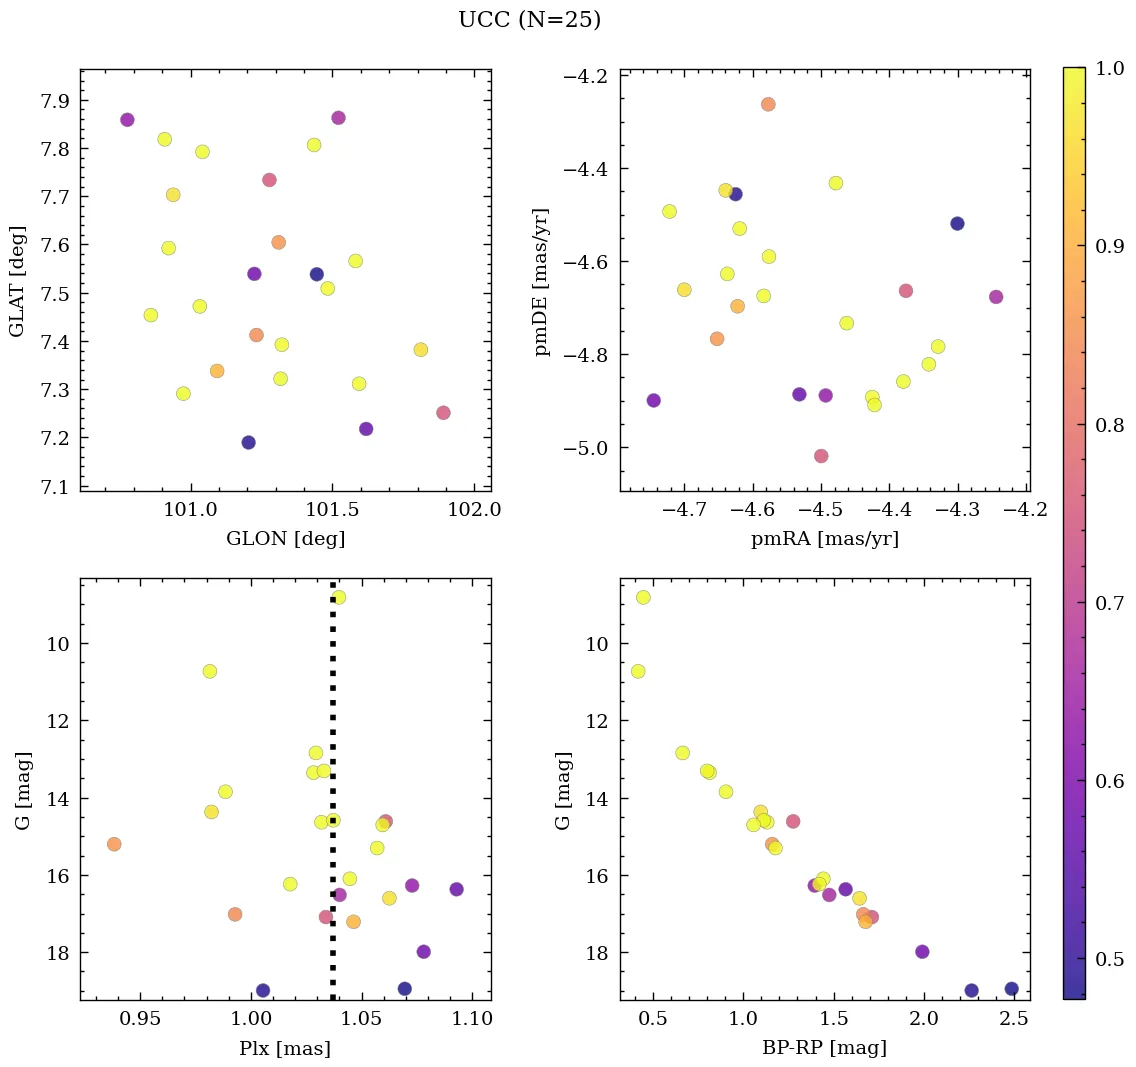 UCC (N=25)
7.9
7.8
7.7
7.6
7.5
7.4
7.3
7.2
7.1
GLAT [deg]
101.0 101.5 102.0
GLON [deg]
−4.2
−4.4
−4.6
−4.8
−5.0
pmDE [mas/yr]
−4.7 −4.6 −4.5 −4.4 −4.3 −4.2
pmRA [mas/yr]
10
12
14
16
18
G [mag]
0.95 1.00 1.05 1.10
Plx [mas]
10
12
14
16
18
G [mag]
0.5 1.0 1.5 2.0 2.5
BP-RP [mag]
1.0
0.9
0.8
0.7
0.6
0.5